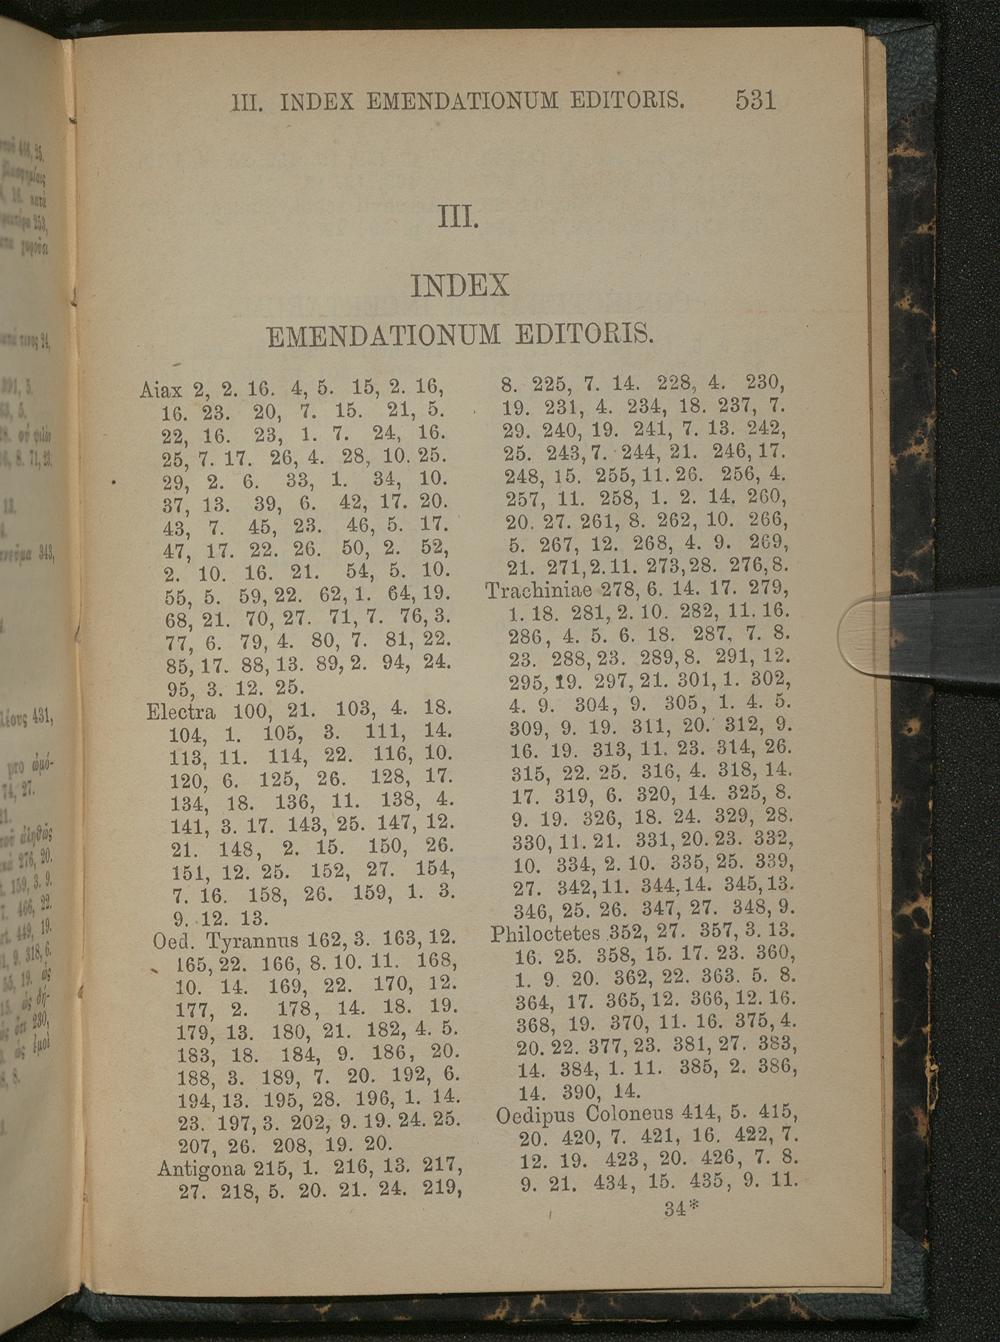 III. INDEX EMENDATIONUM EDITORIS. 531
III.
INDEX
EMENDATIONUM EDITORIS.
Aiax 2, 2. 16. 4, 5. 15, 2. 16,
16. 23. 20, 7. 15. 21, 5.
22, 16. 23, 1. 7. 24, 16.
25, 7. 17. 26, 4. 28, 10. 25.
29, 2. 6. 33, 1. 34, 10.
37, 13. 39, 6. 42, 17. 20.
43, 7. 45, 23. 46, 5. 17.
47, 17. 22. 26. 50, 2. 52,
2. 10. 16. 21. 54, 5. 10.
55, 5. 59, 22. 62, 1. 64, 19.
68, 21. 70, 27. 71, 7. 76, 3.
77, 6. 79, 4. 80, 7. 81, 22.
85, 17. 88, 13. 89, 2. 94, 24.
95, 3. 12. 25.
Electra 100, 21. 103, 4. 18.
104, 1. 105, 3. 111, 14.
113, 11. 114, 22. 116, 10.
120, 6. 125, 26. 128, 17.
134, 18. 136, 11. 138, 4.
141, 3. 17. 143, 25. 147, 12.
21. 148, 2. 15. 150, 26.
151, 12. 25. 152, 27. 154,
7. 16. 158, 26. 159, 1. 3.
9. 12. 13.
Oed. Tyrannus 162, 3. 163, 12.
165, 22. 166, 8. 10. 11. 168,
10. 14. 169, 22. 170, 12.
177, 2. 178, 14. 18. 19.
179, 13. 180, 21. 182, 4. 5.
183, 18. 184, 9. 186, 20.
188, 3. 189, 7. 20. 192, 6.
194, 13. 195, 28. 196, 1. 14.
23. 197, 3. 202, 9. 19. 24. 25.
207, 26. 208, 19. 20.
Antigona 215, 1. 216, 13. 217,
27. 218, 5. 20. 21. 24. 219,
8. 225, 7. 14. 228, 4. 230,
19. 231, 4. 234, 18. 237, 7.
29. 240, 19. 241, 7. 13. 242,
25. 243, 7. 244, 21. 246, 17.
248, 15. 255, 11. 26. 256, 4.
257, 11. 258, 1. 2. 14. 260,
20. 27. 261, 8. 262, 10. 266,
5. 267, 12. 268, 4. 9. 269,
21. 271, 2. 11. 273, 28. 276, 8.
Trachiniae 278, 6. 14. 17. 279,
1. 18. 281, 2. 10. 282, 11. 16.
286, 4. 5. 6. 18. 287, 7. 8.
23. 288, 23. 289, 8. 291, 12.
295, 19. 297, 21. 301, 1. 302,
4. 9. 304, 9. 305, 1. 4. 5.
309, 9. 19. 311, 20. 312, 9.
16. 19. 313, 11. 23. 314, 26.
315, 22. 25. 316, 4. 318, 14.
17. 319, 6. 320, 14. 325, 8.
9. 19. 326, 18. 24. 329, 28.
330, 11. 21. 331, 20. 23. 332,
10. 334, 2. 10. 335, 25. 339,
27. 342, 11. 344, 14. 345, 13.
346, 25. 26. 347, 27. 348, 9.
Philoctetes 352, 27. 357, 3. 13.
16. 25. 358, 15. 17. 23. 360,
1. 9. 20. 362, 22. 363. 5. 8.
364, 17. 365, 12. 366, 12. 16.
368, 19. 370, 11. 16. 375, 4.
20. 22. 377, 23. 381, 27. 383,
14. 384, 1. 11. 385, 2. 386,
14. 390, 14.
Oedipus Coloneus 414, 5. 415,
20. 420, 7. 421, 16. 422, 7.
12. 19. 423, 20. 426, 7. 8.
9. 21. 434, 15. 435, 9. 11.
34*